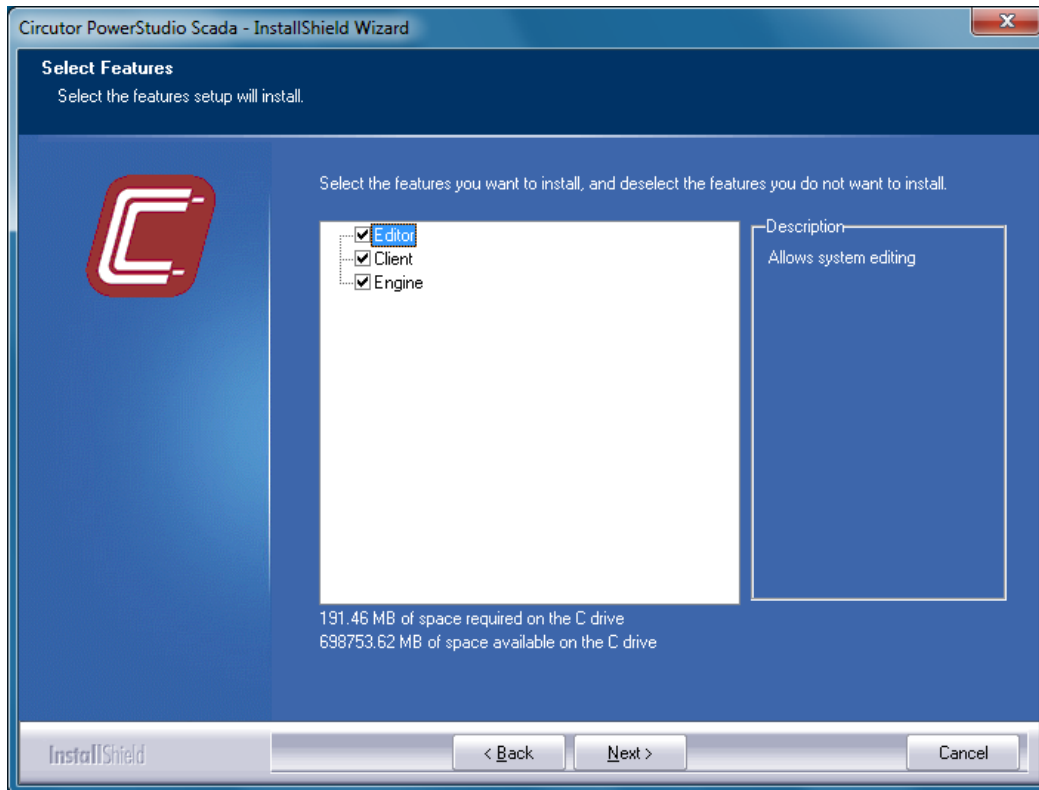 Circutor PowerStudio Scada - InstallShield Wizard
Select Features
Select the features setup will install.
Select the features you want to install, and deselect the features you do not want to install.
Editor
Client
Engine
Description
Allows system editing
191.46 MB of space required on the C drive
698753.62 MB of space available on the C drive
InstallShield
< Back
Next >
Cancel